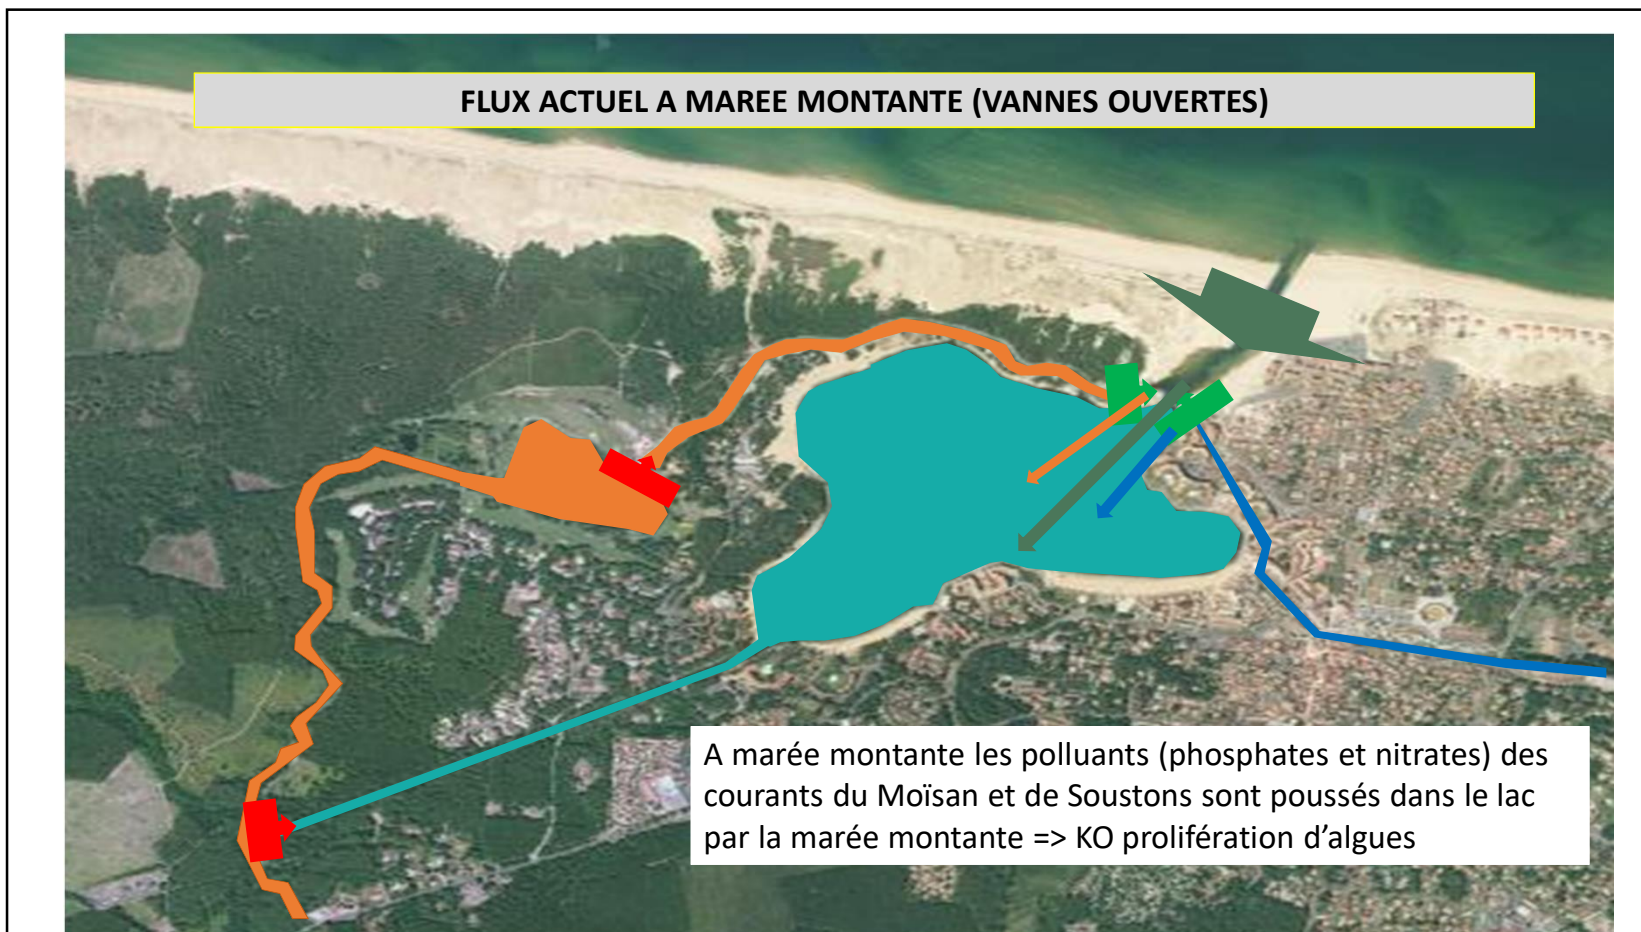 FLUX ACTUEL A MAREE MONTANTE (VANNES OUVERTES)
A marée montante les polluants (phosphates et nitrates) des
courants du Moïsan et de Soustons sont poussés dans le lac
par la marée montante => KO prolifération d’algues